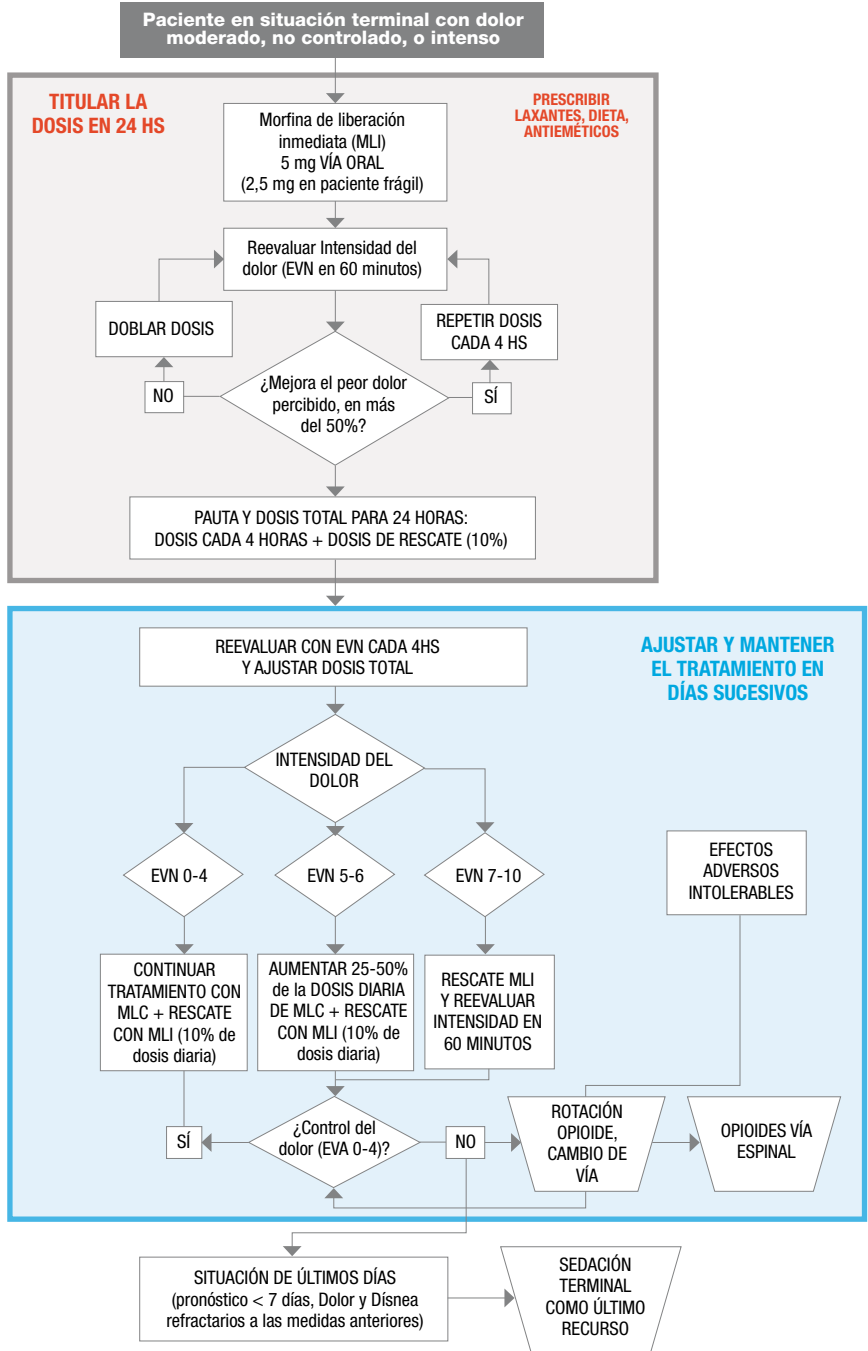 Paciente en situación terminal con dolor
moderado, no controlado, o intenso
TITULAR LA
DOSIS EN 24 HS
PRESCRIBIR
LAXANTES, DIETA,
ANTIEMÉTICOS
Morfina de liberación
inmediata (MLI)
5 mg VÍA ORAL
(2,5 mg en paciente frágil)
Reevaluar Intensidad del
dolor (EVN en 60 minutos)
DOBLAR DOSIS
REPETIR DOSIS
CADA 4 HS
NO
¿Mejora el peor dolor
percibido, en más
del 50%?
SÍ
PAUTA Y DOSIS TOTAL PARA 24 HORAS:
DOSIS CADA 4 HORAS + DOSIS DE RESCATE (10%)
REEVALUAR CON EVN CADA 4HS
Y AJUSTAR DOSIS TOTAL
AJUSTAR Y MANTENER
EL TRATAMIENTO EN
DÍAS SUCESIVOS
INTENSIDAD DEL
DOLOR
EVN 0-4
EVN 5-6
EVN 7-10
EFECTOS
ADVERSOS
INTOLERABLES
CONTINUAR
TRATAMIENTO CON
MLC + RESCATE
CON MLI (10% de
dosis diaria)
AUMENTAR 25-50%
de la DOSIS DIARIA
DE MLC + RESCATE
CON MLI (10% de
dosis diaria)
RESCATE MLI
Y REEVALUAR
INTENSIDAD EN
60 MINUTOS
SÍ
¿Control del
dolor (EVA 0-4)?
NO
ROTACIÓN
OPIOIDE,
CAMBIO DE
VÍA
OPIOIDES VÍA
ESPINAL
SITUACIÓN DE ÚLTIMOS DÍAS
(pronóstico < 7 días, Dolor y Dísnea
refractarios a las medidas anteriores)
SEDACIÓN
TERMINAL
COMO ÚLTIMO
RECURSO